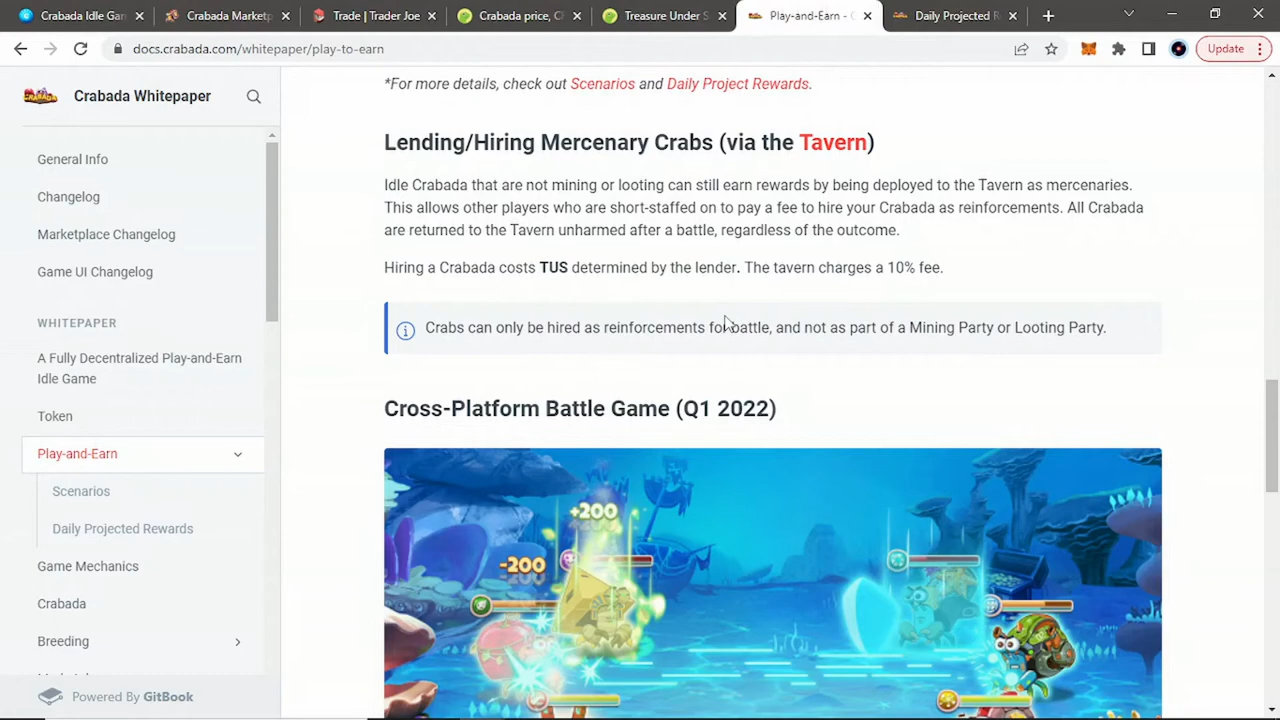 Idle Game
Crabada Marketp
Trade | Trader Joe
Crabada price, C
Treasure Under S
Play-and-Earn -
Daily Projected R
docs.crabada.com/whitepaper/play-to-earn
Update
Crabada Whitepaper
General Info
Changelog
Marketplace Changelog
Game UI Changelog
WHITEPAPER
A Fully Decentralized Play-and-Earn
Idle Game
Token
Play-and-Earn
Scenarios
Daily Projected Rewards
Game Mechanics
Crabada
Breeding
Powered By GitBook
*For more details, check out Scenarios and Daily Project Rewards.
Lending/Hiring Mercenary Crabs (via the Tavern)
Idle Crabada that are not mining or looting can still earn rewards by being deployed to the Tavern as mercenaries.
This allows other players who are short-staffed on to pay a fee to hire your Crabada as reinforcements. All Crabada
are returned to the Tavern unharmed after a battle, regardless of the outcome.
Hiring a Crabada costs TUS determined by the lender. The tavern charges a 10% fee.
Crabs can only be hired as reinforcements for battle, and not as part of a Mining Party or Looting Party.
Cross-Platform Battle Game (Q1 2022)
+200
-200